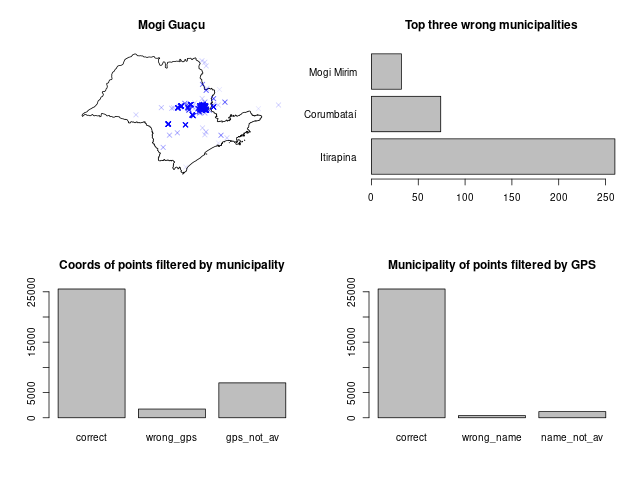 Mogi Guaçu
Top three wrong municipalities
Mogi Mirim
Corumbataí
Itirapina
0 50 100 150 200 250
Coords of points filtered by municipality
0 5000 15000 25000
correct wrong_gps gps_not_av
Municipality of points filtered by GPS
0 5000 15000 25000
correct wrong_name name_not_av